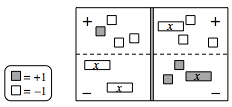 + x +
x x
= +1
= −1
x
− −